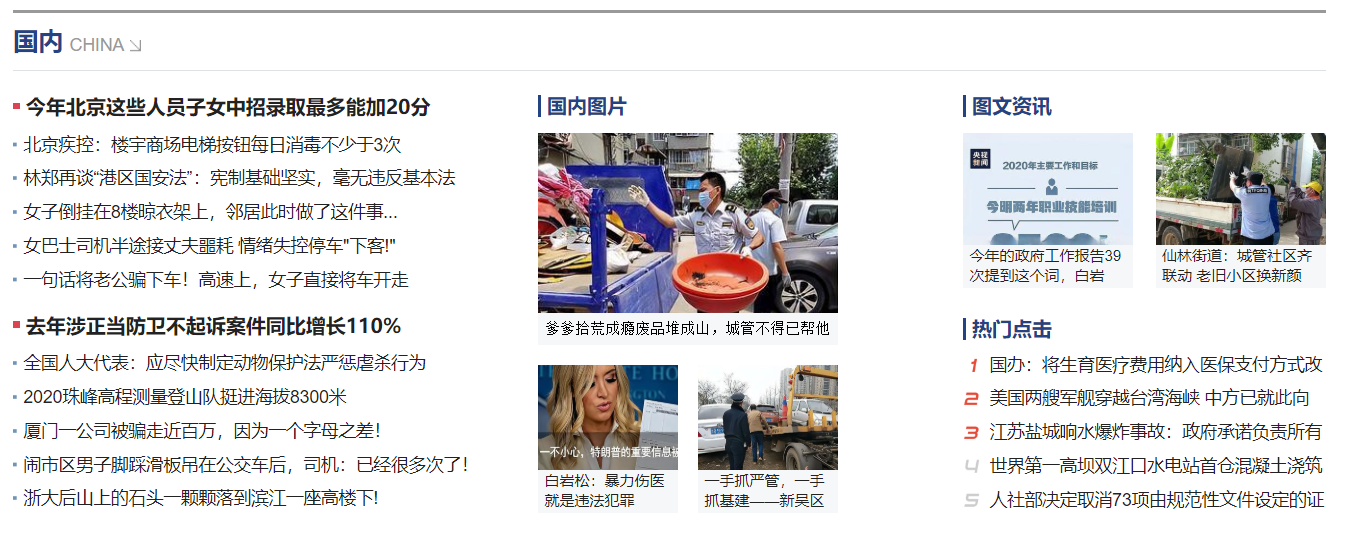 国内 CHINA
今年北京这些人员子女中招录取最多能加20分
北京疾控：楼宇商场电梯按钮每日消毒不少于3次
林郑再谈“港区国安法”：宪制基础坚实，毫无违反基本法
女子倒挂在8楼晾衣架上，邻居此时做了这件事...
女巴士司机半途接丈夫噩耗 情绪失控停车"下客!"
一句话将老公骗下车！高速上，女子直接将车开走
去年涉正当防卫不起诉案件同比增长110%
全国人大代表：应尽快制定动物保护法严惩虐杀行为
2020珠峰高程测量登山队挺进海拔8300米
厦门一公司被骗走近百万，因为一个字母之差！
闹市区男子脚踩滑板吊在公交车后，司机：已经很多次了！
浙大后山上的石头一颗颗落到滨江一座高楼下!
国内图片
爹爹拾荒成瘾废品堆成山，城管不得已帮他
一不小心，特朗普的重要信息被
白岩松：暴力伤医
就是违法犯罪
一手抓严管，一手
抓基建——新吴区
图文资讯
央视
新闻
2020年主要工作和目标
今明两年职业技能培训
今年的政府工作报告39
次提到这个词，白岩
仙林街道：城管社区齐
联动 老旧小区换新颜
热门点击
1 国办：将生育医疗费用纳入医保支付方式改
2 美国两艘军舰穿越台湾海峡 中方已就此向
3 江苏盐城响水爆炸事故：政府承诺负责所有
4 世界第一高坝双江口水电站首仓混凝土浇筑
5 人社部决定取消73项由规范性文件设定的证